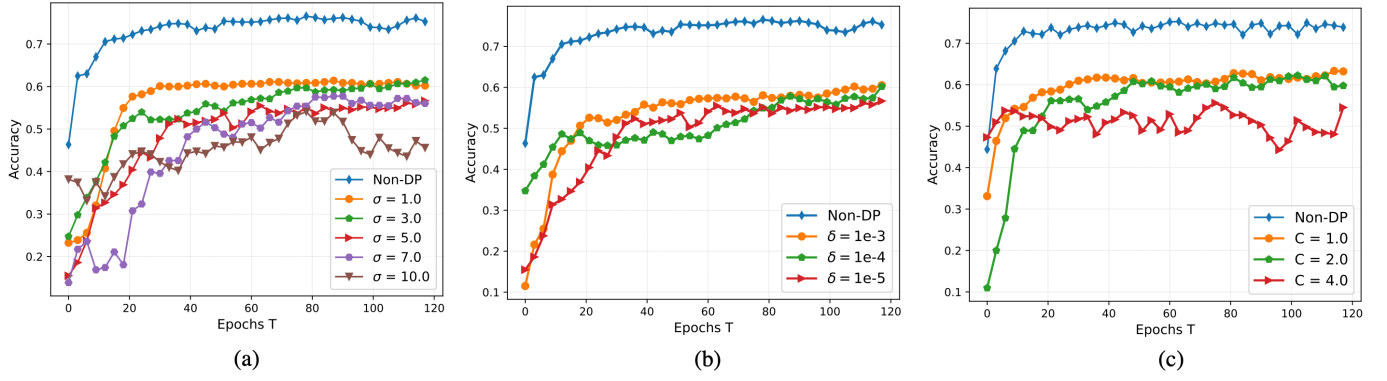 0.7
0.6
0.5
0.4
0.3
0.2
Accuracy
0 20 40 60 80 100 120
Epochs T
Non-DP
σ = 1.0
σ = 3.0
σ = 5.0
σ = 7.0
σ = 10.0
(a)
0.7
0.6
0.5
0.4
0.3
0.2
0.1
Accuracy
0 20 40 60 80 100 120
Epochs T
Non-DP
δ = 1e-3
δ = 1e-4
δ = 1e-5
(b)
0.7
0.6
0.5
0.4
0.3
0.2
0.1
Accuracy
0 20 40 60 80 100 120
Epochs T
Non-DP
C = 1.0
C = 2.0
C = 4.0
(c)